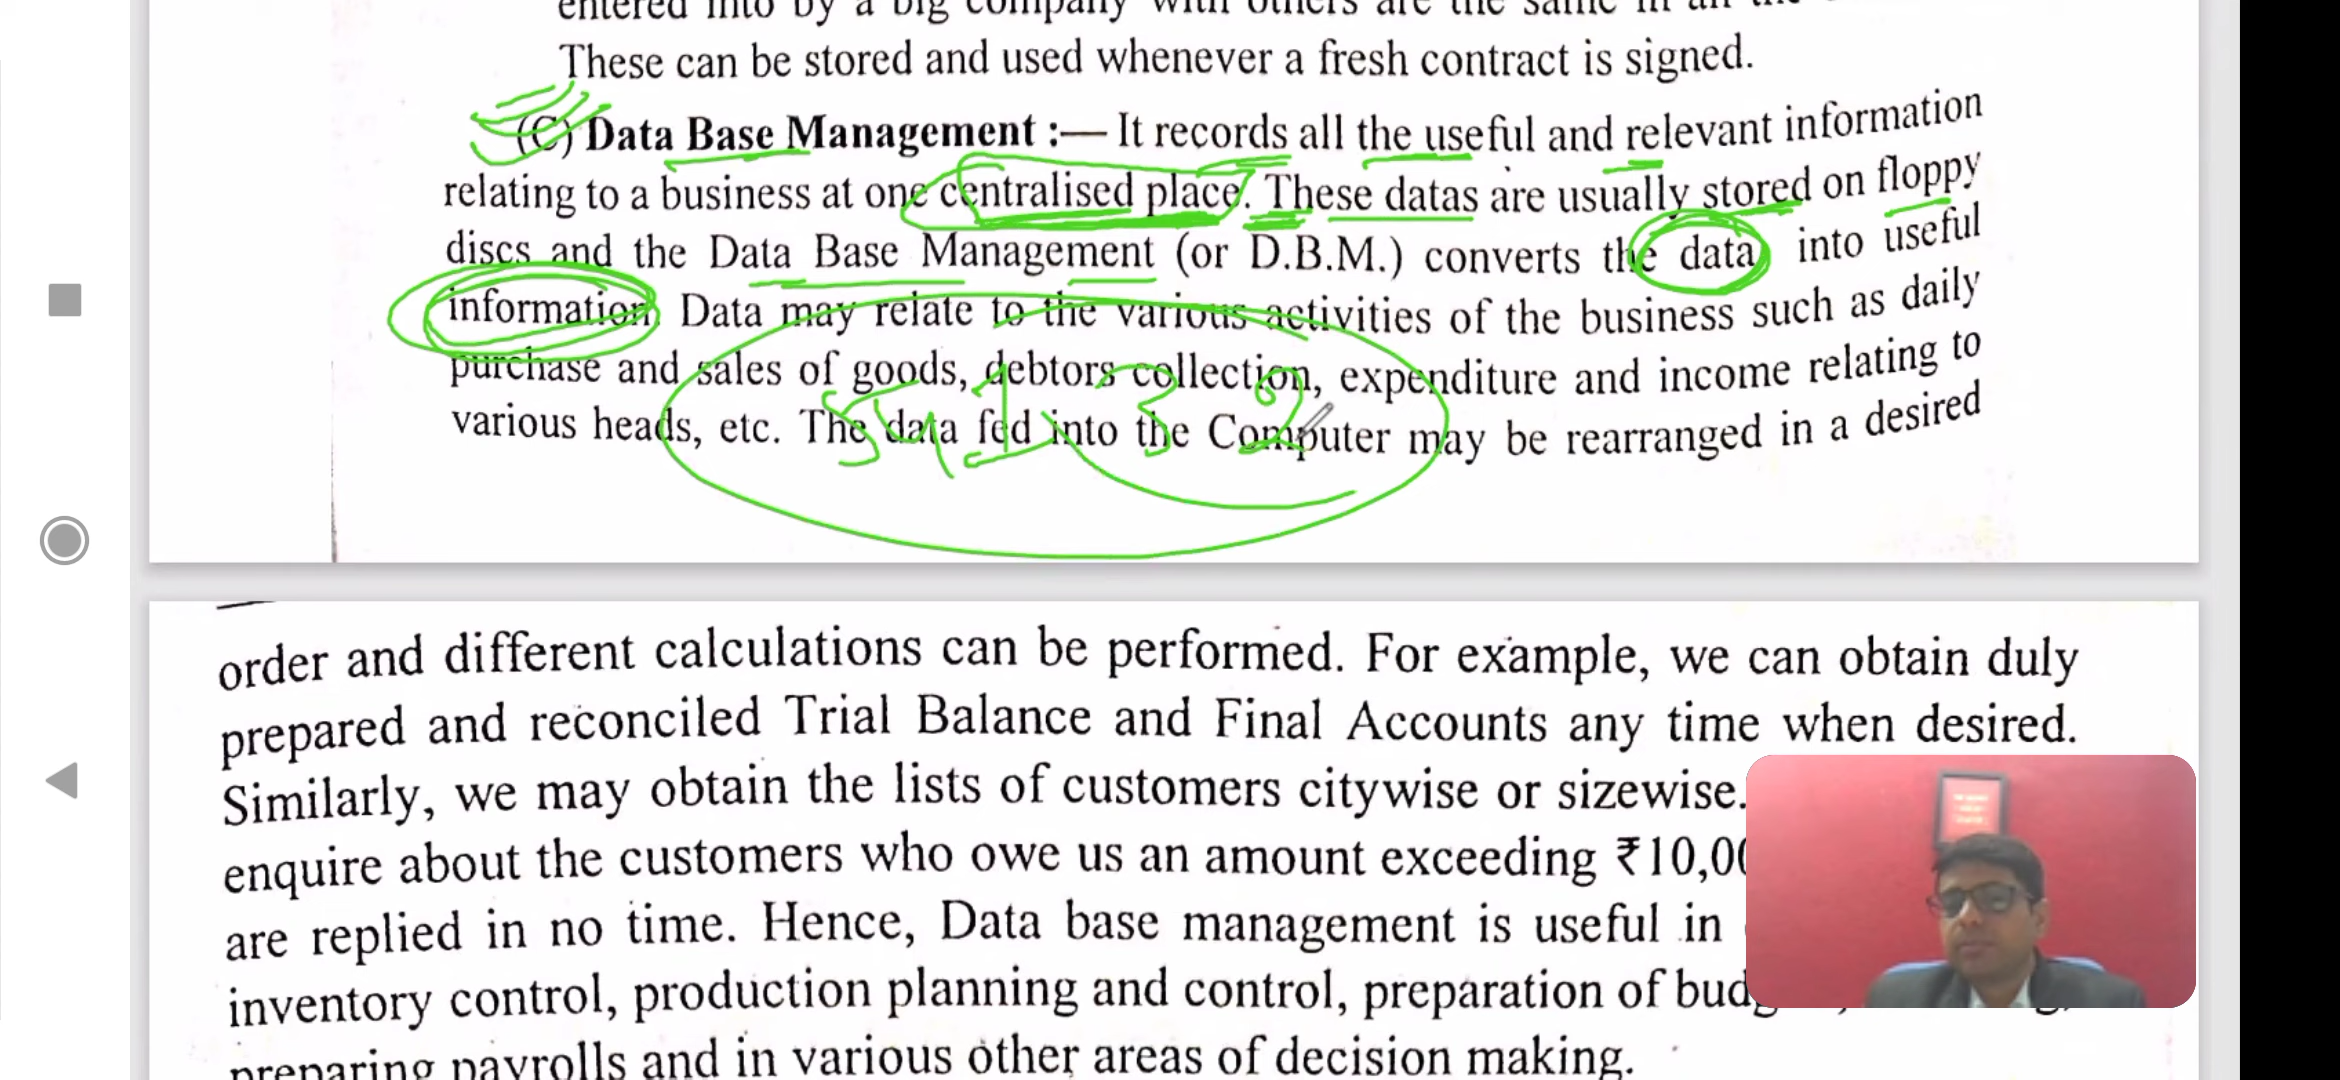 These can be stored and used whenever a fresh contract is signed.
(C) Data Base Management :— It records all the useful and relevant information
relating to a business at one centralised place. These datas are usually stored on floppy
discs and the Data Base Management (or D.B.M.) converts the data into useful
information. Data may relate to the various activities of the business such as daily
purchase and sales of goods, debtors collection, expenditure and income relating to
various heads, etc. The data fed into the Computer may be rearranged in a desired
order and different calculations can be performed. For example, we can obtain duly
prepared and reconciled Trial Balance and Final Accounts any time when desired.
Similarly, we may obtain the lists of customers citywise or sizewise.
enquire about the customers who owe us an amount exceeding ₹10,00
are replied in no time. Hence, Data base management is useful in
inventory control, production planning and control, preparation of
preparing payrolls and in various other areas of decision making.